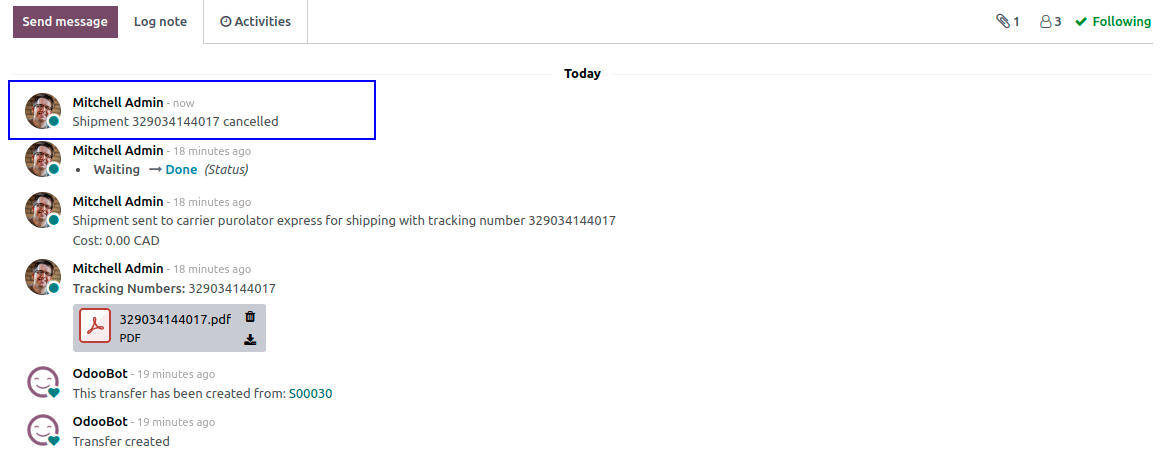 Send message Log note Activities 1 3 Following
Today
Mitchell Admin - now
Shipment 329034144017 cancelled
Mitchell Admin - 18 minutes ago
• Waiting → Done (Status)
Mitchell Admin - 18 minutes ago
Shipment sent to carrier purolator express for shipping with tracking number 329034144017
Cost: 0.00 CAD
Mitchell Admin - 18 minutes ago
Tracking Numbers: 329034144017
329034144017.pdf
PDF
OdooBot - 19 minutes ago
This transfer has been created from: S00030
OdooBot - 19 minutes ago
Transfer created